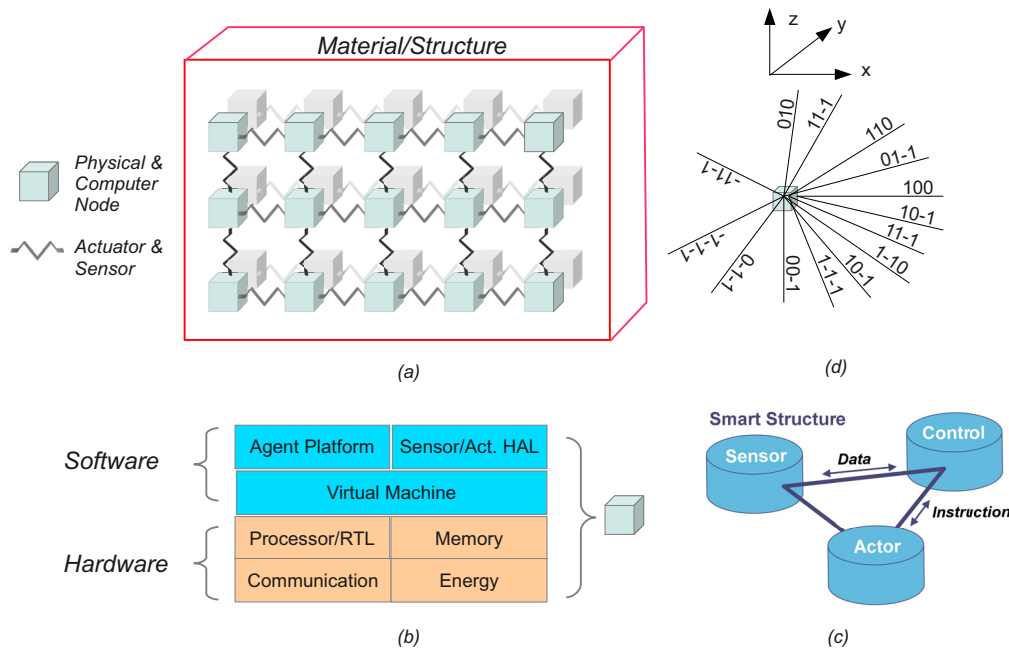 Material/Structure
Physical &
Computer
Node
Actuator &
Sensor
(a)
z
y
x
010
11-1
110
01-1
100
10-1
11-1
1-10
10-1
1-1-1
00-1
0-1-1
-1-1-1
-11-1
(d)
Software
Hardware
Agent Platform
Sensor/Act. HAL
Virtual Machine
Processor/RTL
Memory
Communication
Energy
(b)
Smart Structure
Sensor
Control
Data
Instruction
Actor
(c)